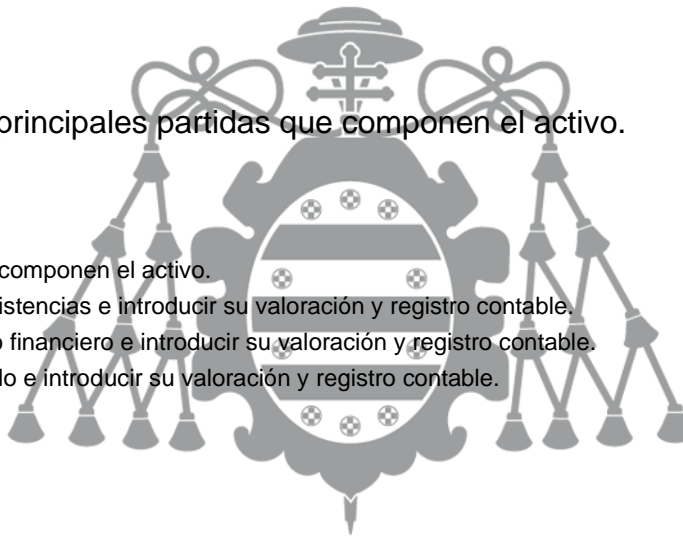 principales partidas que componen el activo.
componen el activo.
istencias e introducir su valoración y registro contable.
o financiero e introducir su valoración y registro contable.
do e introducir su valoración y registro contable.